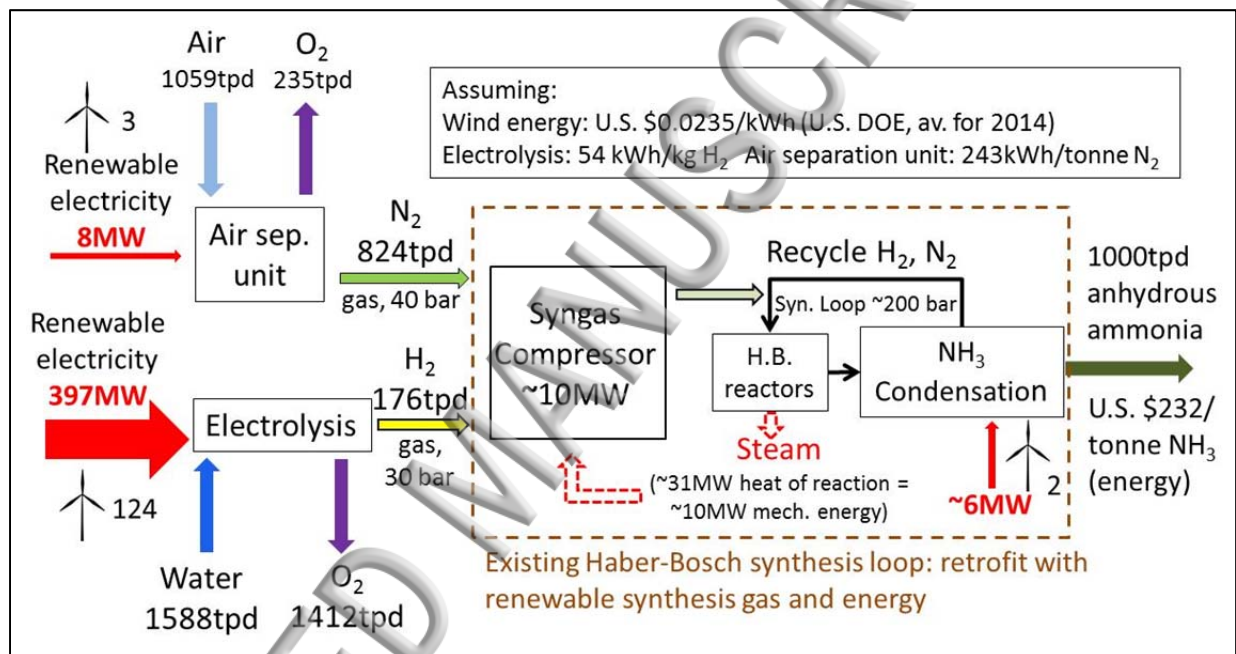 Air
1059tpd
O₂
235tpd
3
Renewable
electricity
8MW
Air sep.
unit
N₂
824tpd
gas, 40 bar
Assuming:
Wind energy: U.S. $0.0235/kWh (U.S. DOE, av. for 2014)
Electrolysis: 54 kWh/kg H₂ Air separation unit: 243kWh/tonne N₂
Renewable
electricity
397MW
124
Electrolysis
H₂
176tpd
gas,
30 bar
Water
1588tpd
O₂
1412tpd
Syngas
Compressor
~10MW
Recycle H₂, N₂
Syn. Loop ~200 bar
H.B.
reactors
NH₃
Condensation
Steam
(~31MW heat of reaction =
~10MW mech. energy)
~6MW
2
1000tpd
anhydrous
ammonia
U.S. $232/
tonne NH₃
(energy)
Existing Haber-Bosch synthesis loop: retrofit with
renewable synthesis gas and energy
ED MANUSCR